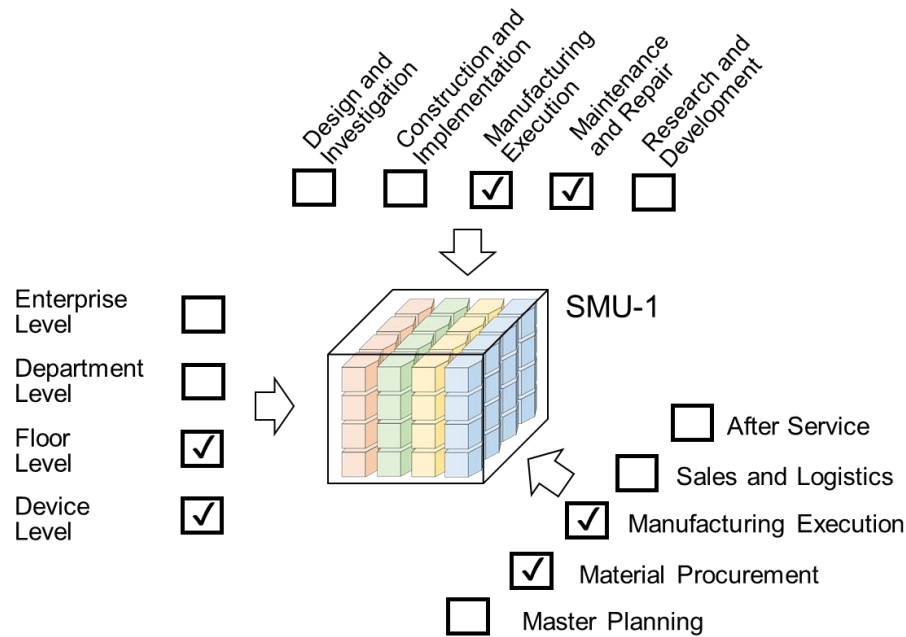 Design and
Investigation
Construction and
Implementation
Manufacturing
Execution
Maintenance
and Repair
Research and
Development
Enterprise
Level
Department
Level
Floor
Level
Device
Level
SMU-1
After Service
Sales and Logistics
Manufacturing Execution
Material Procurement
Master Planning